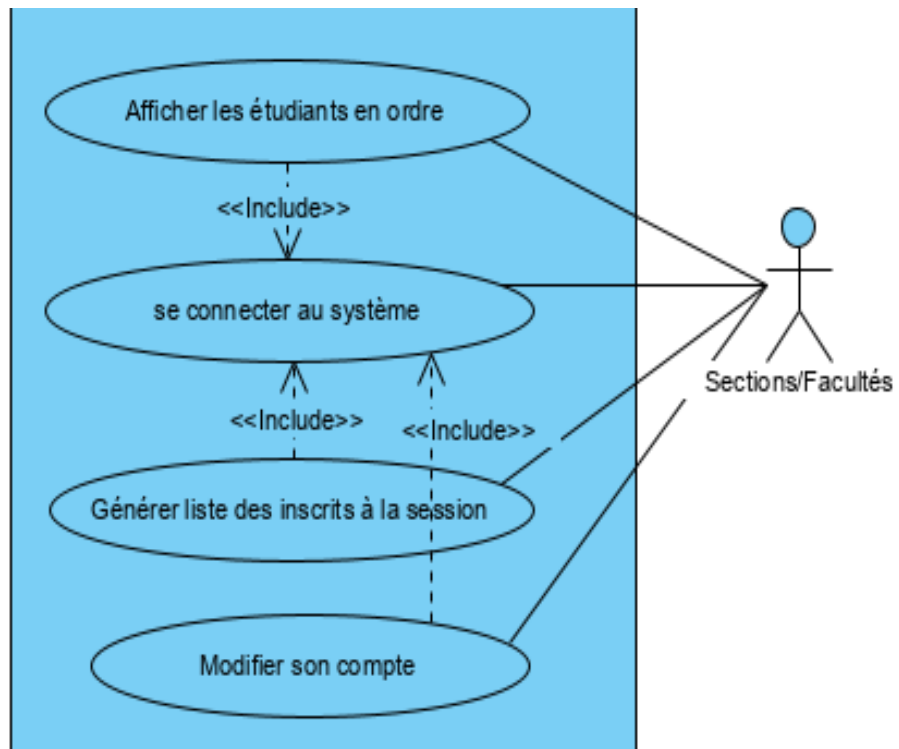 Afficher les étudiants en ordre
<<Include>>
se connecter au système
Sections/Facultés
<<Include>>
<<Include>>
Générer liste des inscrits à la session
Modifier son compte